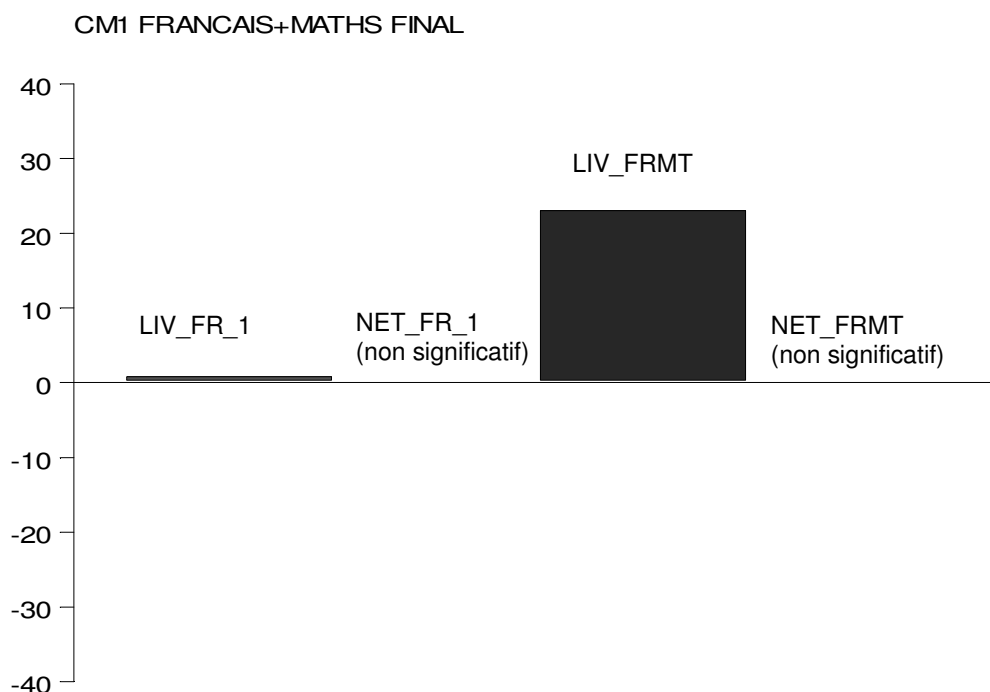 CM1 FRANCAIS+MATHS FINAL
40
30
LIV_FRMT
20
10
LIV_FR_1
NET_FR_1
(non significatif)
NET_FRMT
(non significatif)
0
-10
-20
-30
-40